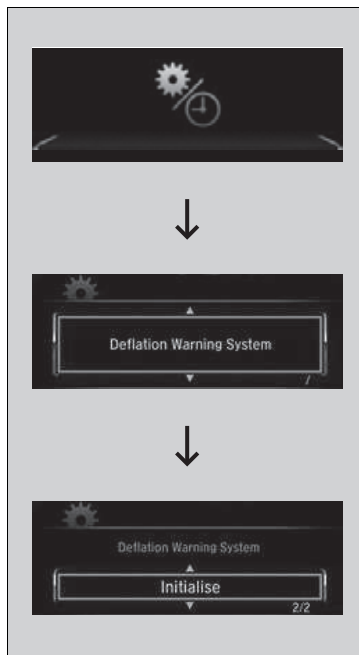 Deflation Warning System
/
Deflation Warning System
Initialise
2/2